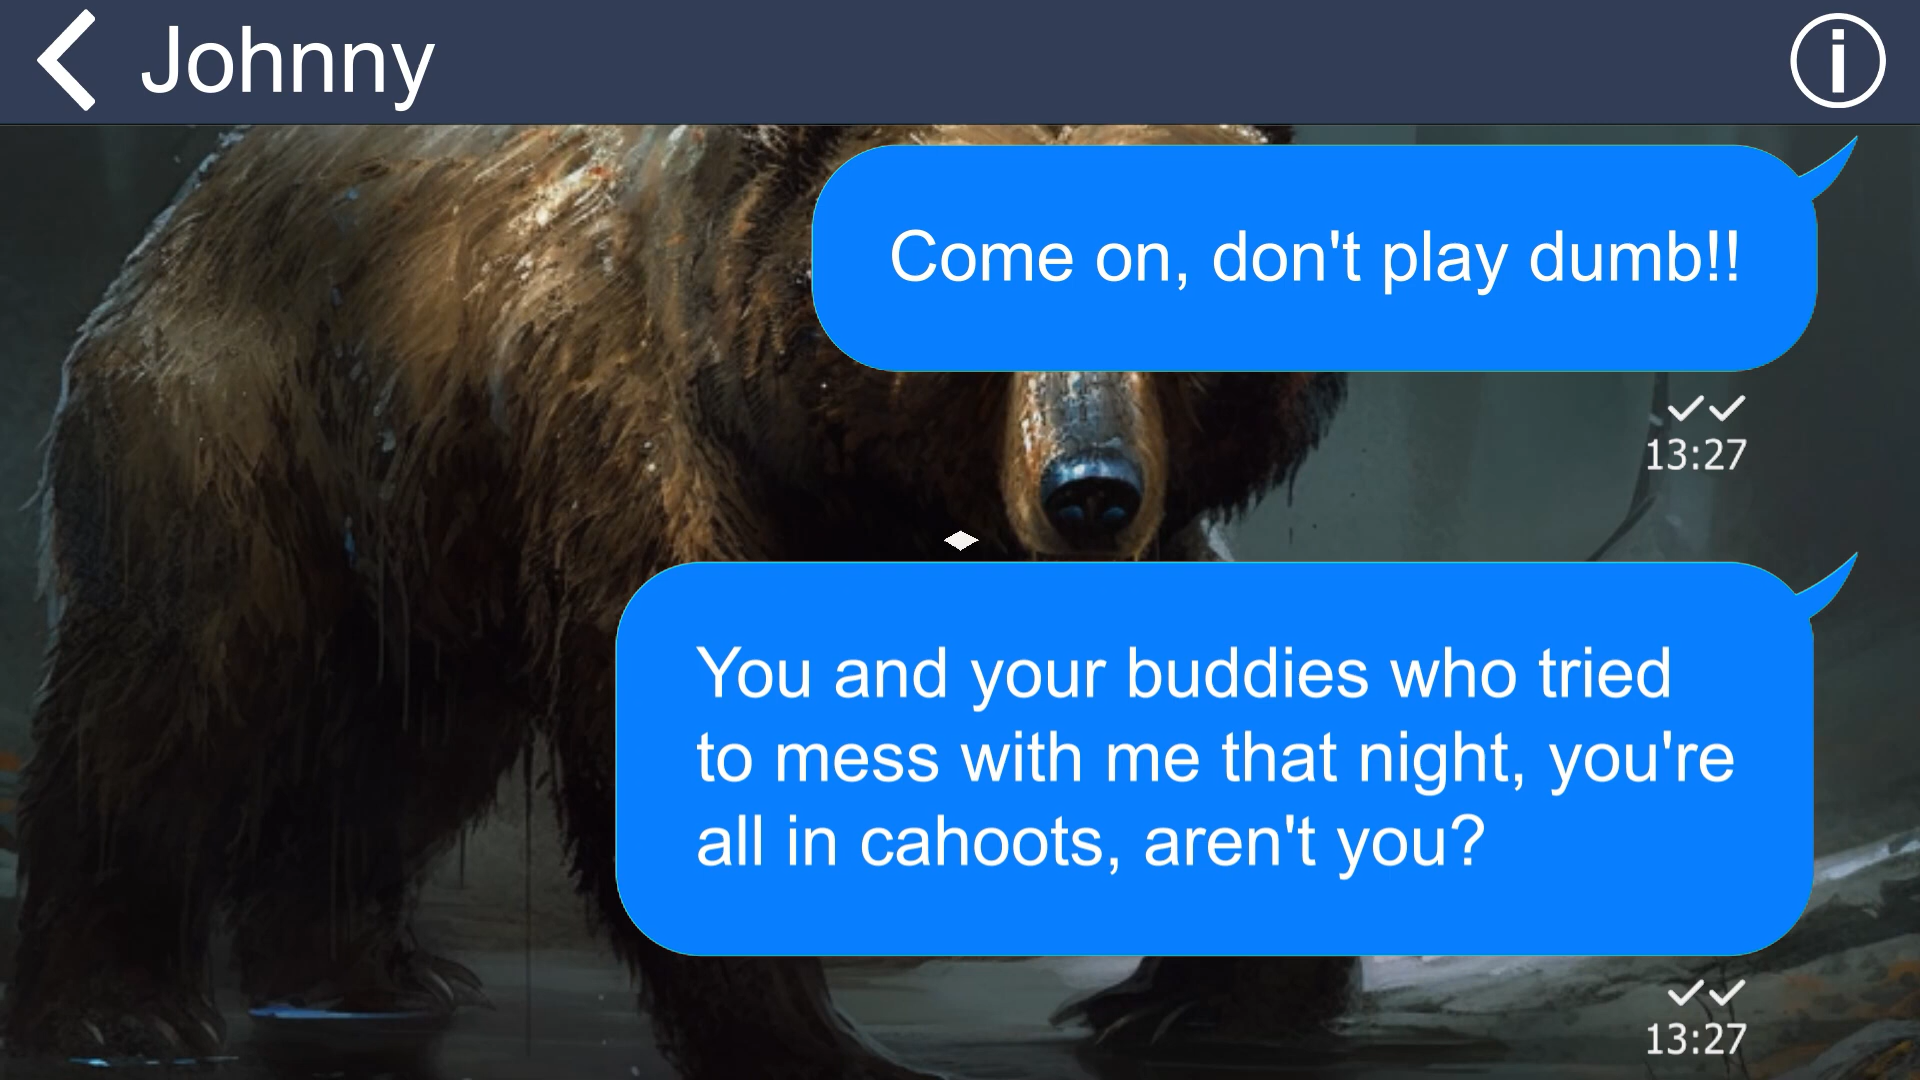 Johnny
Come on, don't play dumb!!
13:27
You and your buddies who tried
to mess with me that night, you're
all in cahoots, aren't you?
13:27